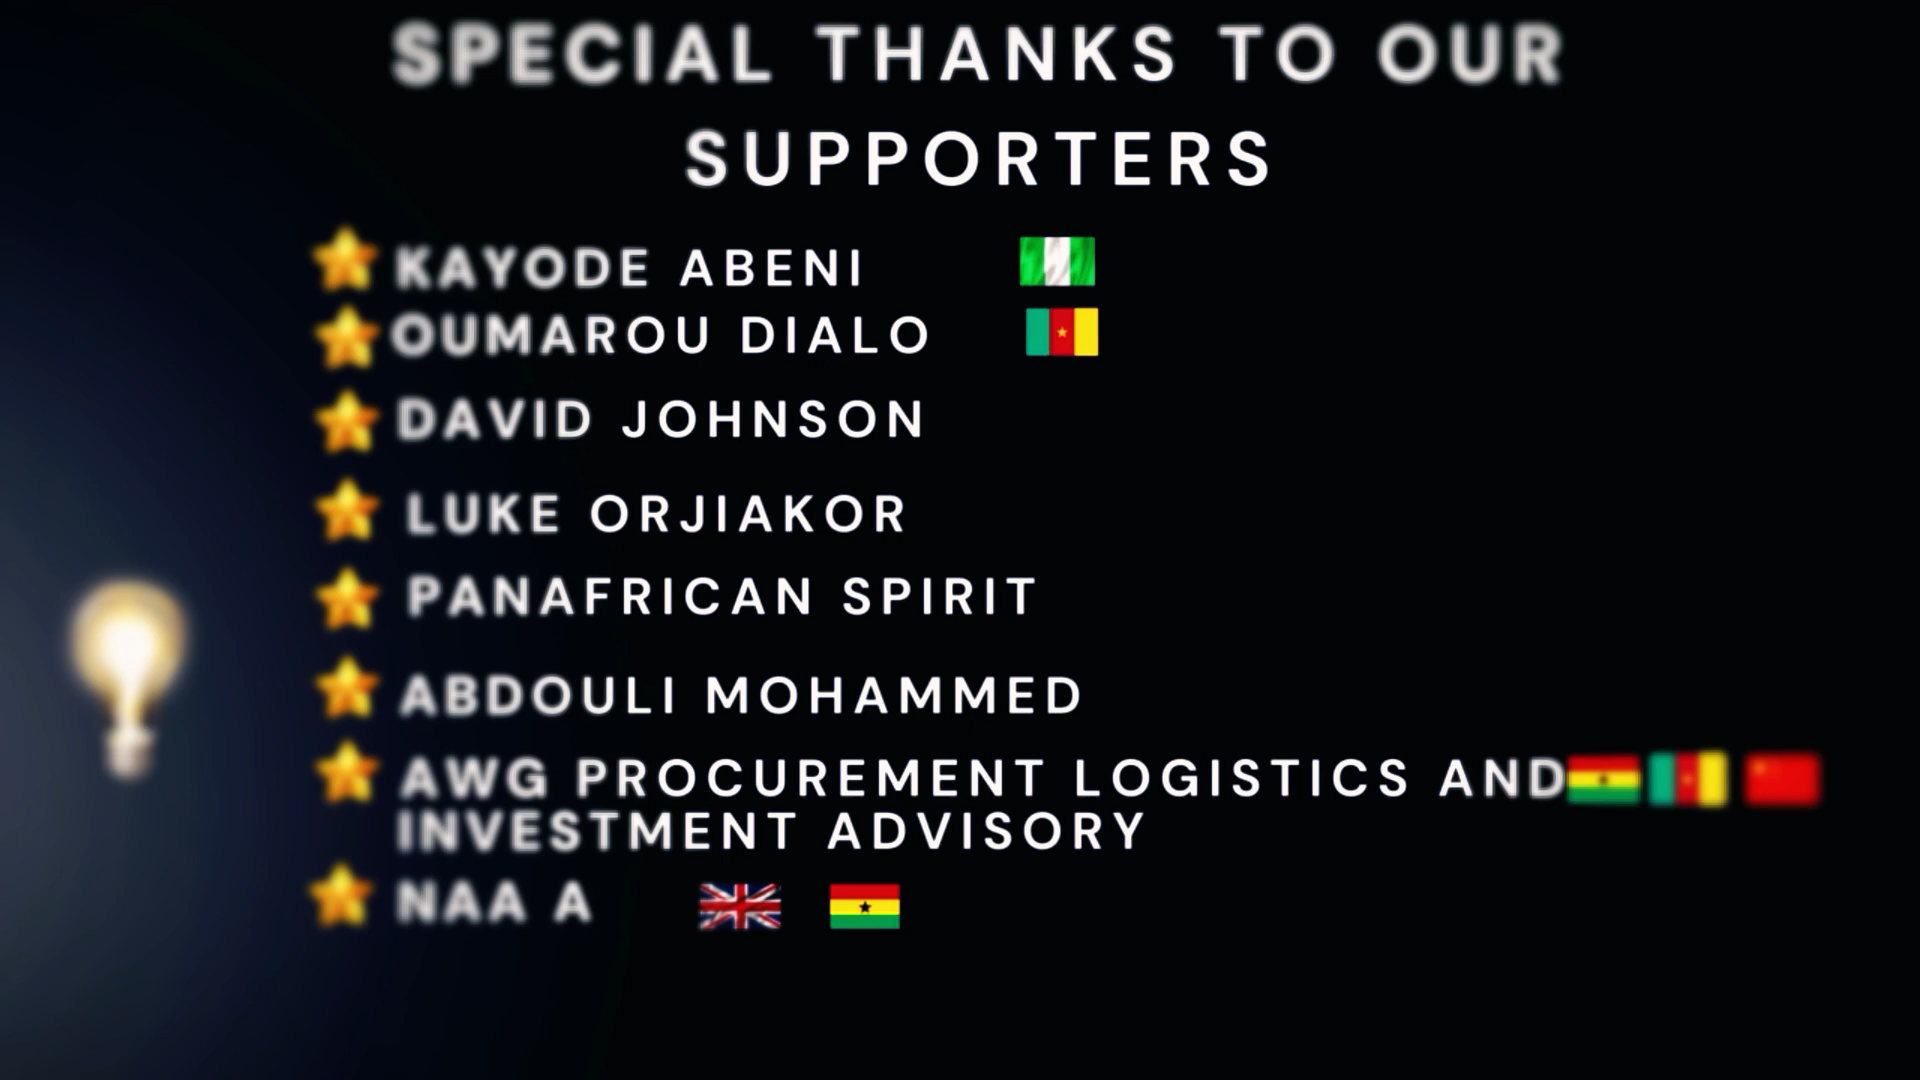 SPECIAL THANKS TO OUR
SUPPORTERS
KAYODE ABENI
OUMAROU DIALO
DAVID JOHNSON
LUKE ORJIAKOR
PANAFRICAN SPIRIT
ABDOULI MOHAMMED
AWG PROCUREMENT LOGISTICS AND
INVESTMENT ADVISORY
NAA A